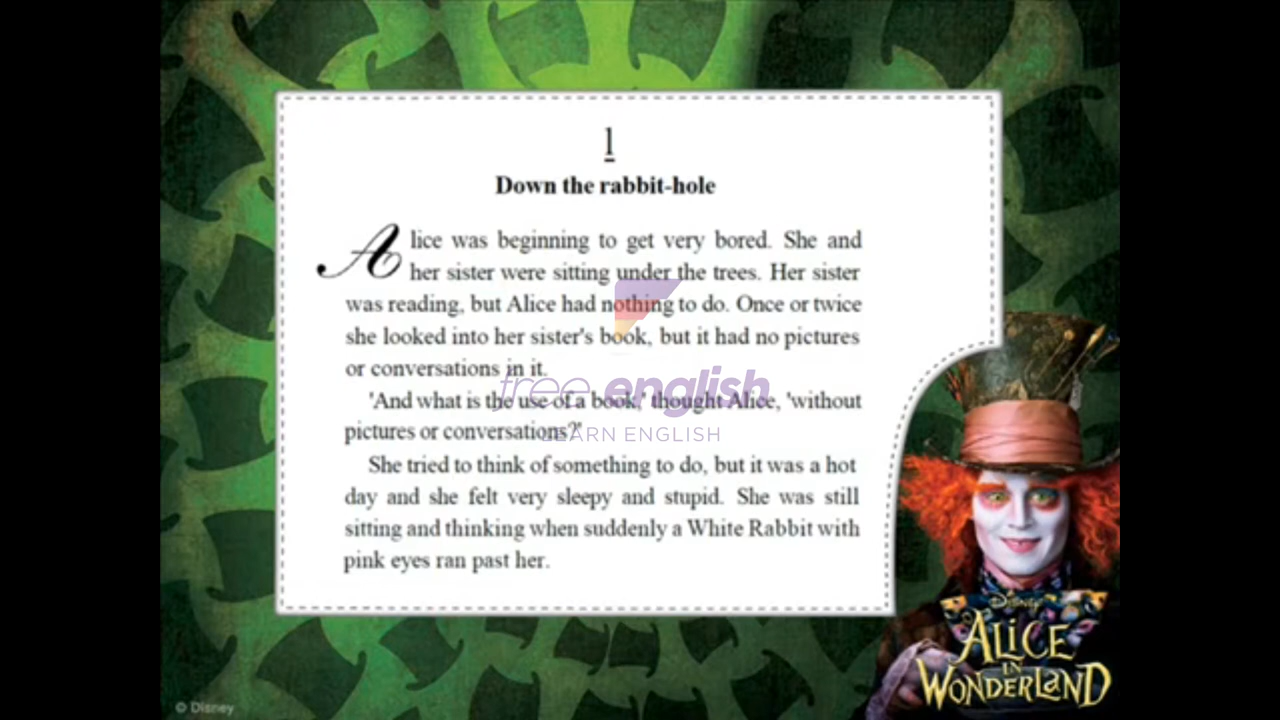 1
Down the rabbit-hole
Alice was beginning to get very bored. She and
her sister were sitting under the trees. Her sister
was reading, but Alice had nothing to do. Once or twice
she looked into her sister's book, but it had no pictures
or conversations in it.
'And what is the use of a book,' thought Alice, 'without
pictures or conversations?'
She tried to think of something to do, but it was a hot
day and she felt very sleepy and stupid. She was still
sitting and thinking when suddenly a White Rabbit with
pink eyes ran past her.
free english
LEARN ENGLISH
Disney
ALICE
IN
WONDERLAND
© Disney